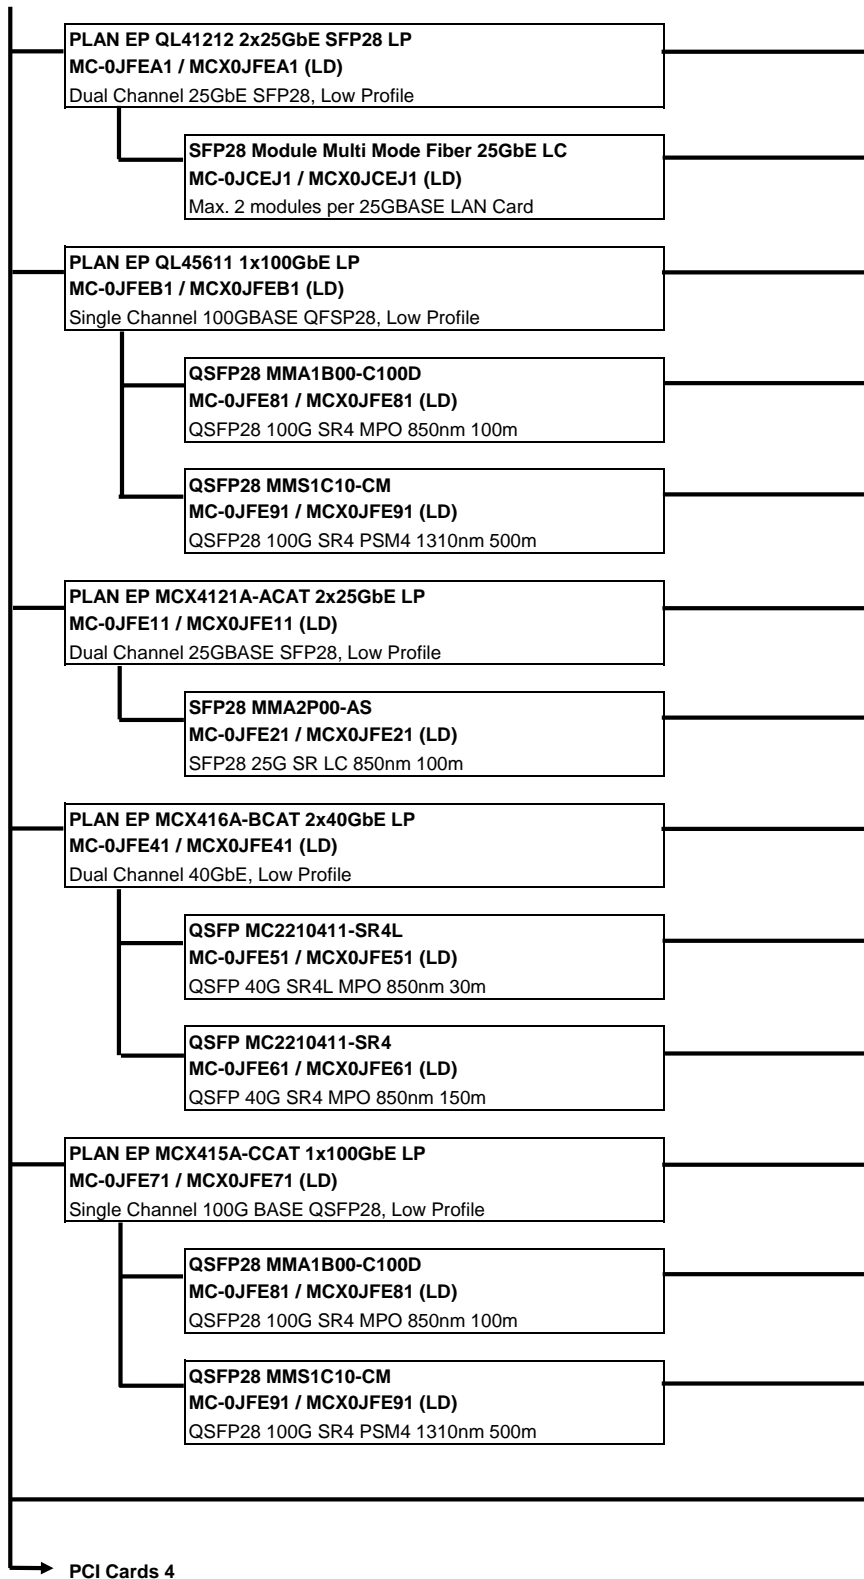 PLAN EP QL41212 2x25GbE SFP28 LP
MC-0JFEA1 / MCX0JFEA1 (LD)
Dual Channel 25GbE SFP28, Low Profile
SFP28 Module Multi Mode Fiber 25GbE LC
MC-0JCEJ1 / MCX0JCEJ1 (LD)
Max. 2 modules per 25GBASE LAN Card
PLAN EP QL45611 1x100GbE LP
MC-0JFEB1 / MCX0JFEB1 (LD)
Single Channel 100GBASE QFSP28, Low Profile
QSFP28 MMA1B00-C100D
MC-0JFE81 / MCX0JFE81 (LD)
QSFP28 100G SR4 MPO 850nm 100m
QSFP28 MMS1C10-CM
MC-0JFE91 / MCX0JFE91 (LD)
QSFP28 100G SR4 PSM4 1310nm 500m
PLAN EP MCX4121A-ACAT 2x25GbE LP
MC-0JFE11 / MCX0JFE11 (LD)
Dual Channel 25GBASE SFP28, Low Profile
SFP28 MMA2P00-AS
MC-0JFE21 / MCX0JFE21 (LD)
SFP28 25G SR LC 850nm 100m
PLAN EP MCX416A-BCAT 2x40GbE LP
MC-0JFE41 / MCX0JFE41 (LD)
Dual Channel 40GbE, Low Profile
QSFP MC2210411-SR4L
MC-0JFE51 / MCX0JFE51 (LD)
QSFP 40G SR4L MPO 850nm 30m
QSFP MC2210411-SR4
MC-0JFE61 / MCX0JFE61 (LD)
QSFP 40G SR4 MPO 850nm 150m
PLAN EP MCX415A-CCAT 1x100GbE LP
MC-0JFE71 / MCX0JFE71 (LD)
Single Channel 100G BASE QSFP28, Low Profile
QSFP28 MMA1B00-C100D
MC-0JFE81 / MCX0JFE81 (LD)
QSFP28 100G SR4 MPO 850nm 100m
QSFP28 MMS1C10-CM
MC-0JFE91 / MCX0JFE91 (LD)
QSFP28 100G SR4 PSM4 1310nm 500m
PCI Cards 4